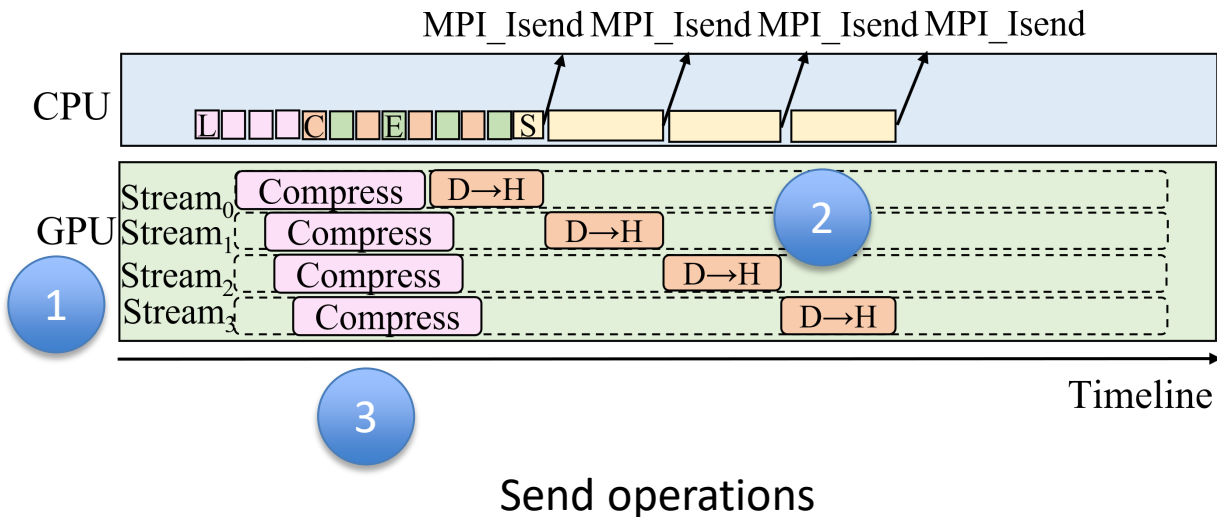 MPI_Isend MPI_Isend MPI_Isend MPI_Isend
CPU
L C E S
GPU
Stream0 Compress D→H
Stream1 Compress D→H
Stream2 Compress D→H
Stream3 Compress D→H
1
2
3
Timeline
Send operations